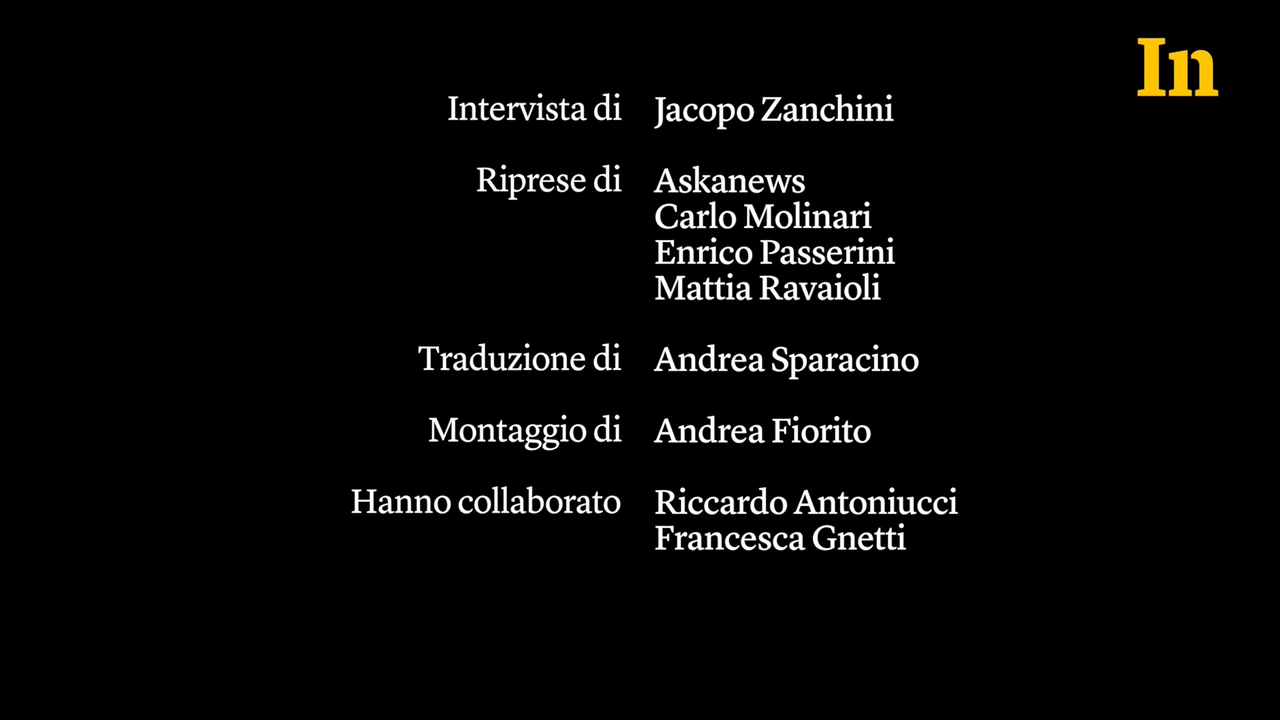 In
Intervista di Jacopo Zanchini
Riprese di Askanews
Carlo Molinari
Enrico Passerini
Mattia Ravaioli
Traduzione di Andrea Sparacino
Montaggio di Andrea Fiorito
Hanno collaborato Riccardo Antoniucci
Francesca Gnetti